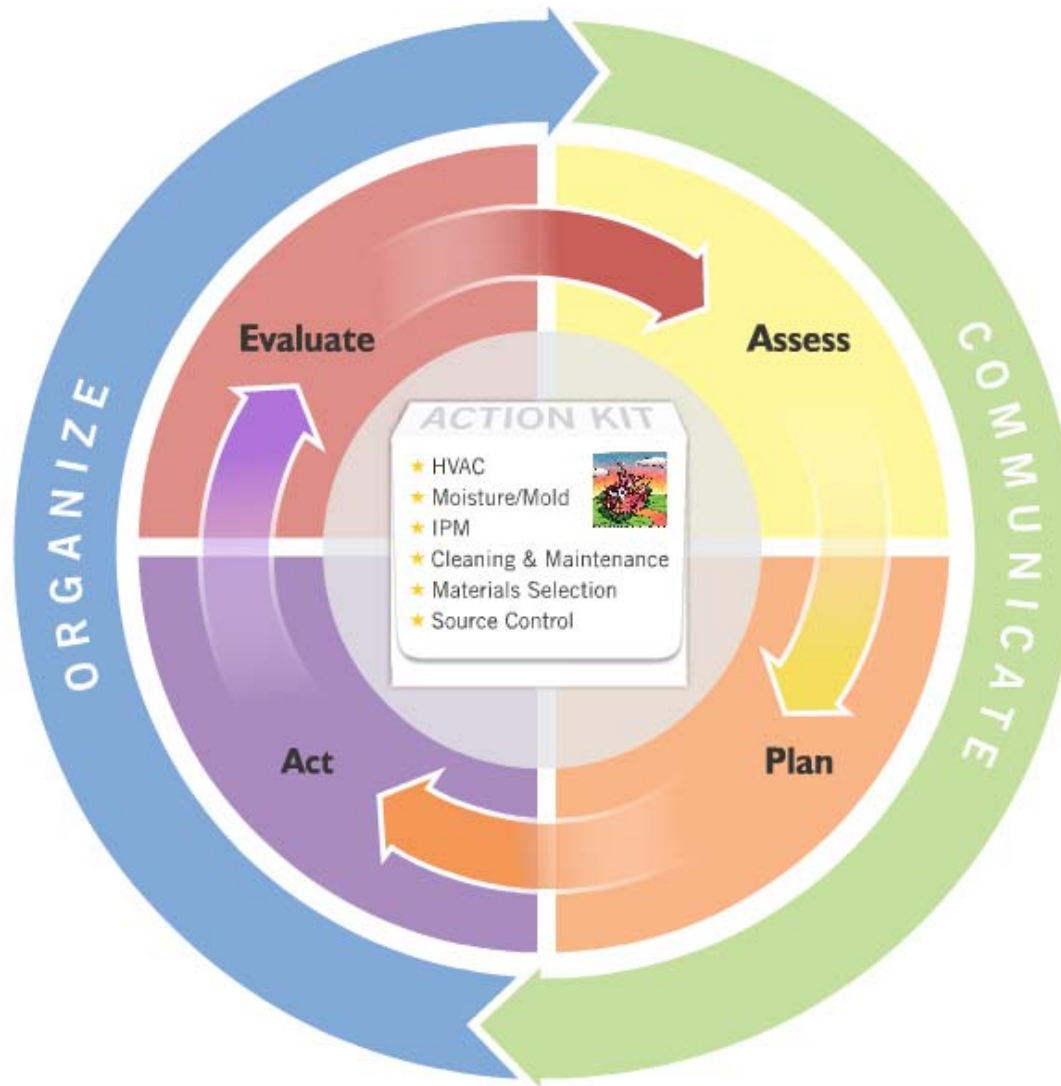 ORGANIZE
COMMUNICATE
Evaluate
Assess
ACTION KIT
HVAC
Moisture/Mold
IPM
Cleaning & Maintenance
Materials Selection
Source Control
Act
Plan